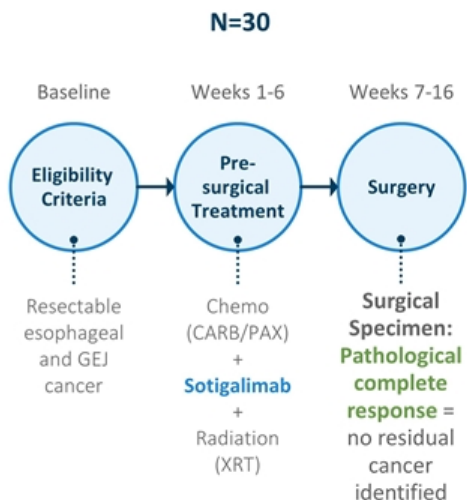 N=30
Baseline
Weeks 1-6
Weeks 7-16
Eligibility
Criteria
Pre-
surgical
Treatment
Surgery
Resectable
esophageal
and GEJ
cancer
Chemo
(CARB/PAX)
+
Sotigalimab
+
Radiation
(XRT)
Surgical
Specimen:
Pathological
complete
response =
no residual
cancer
identified